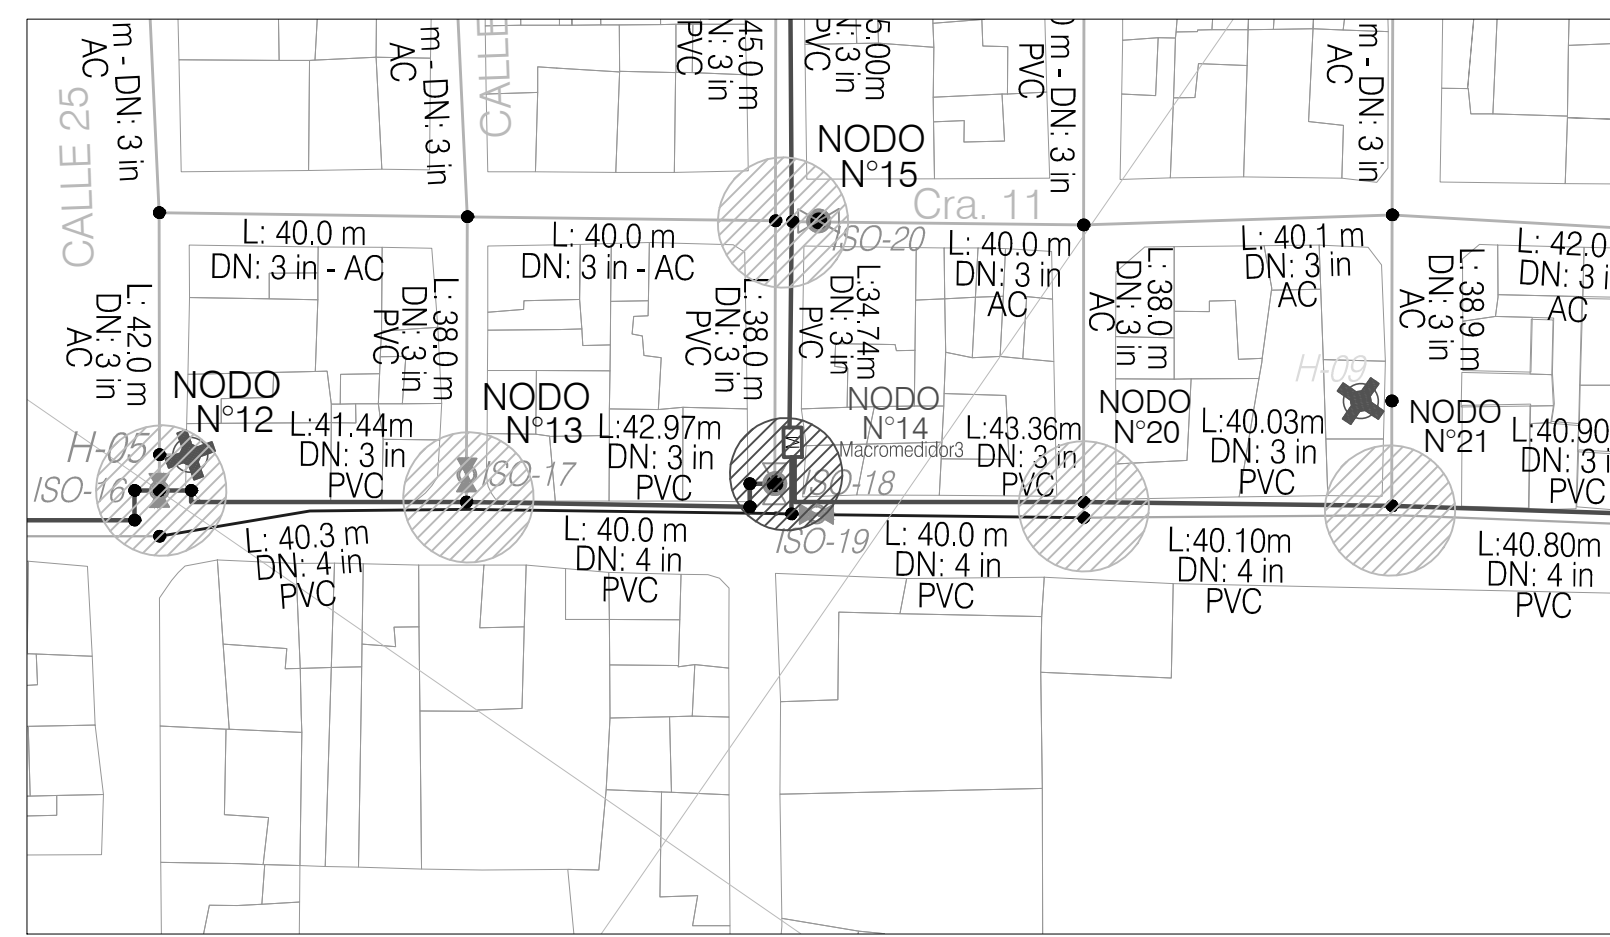 m - DN: 3 in
AC
CALLE 25
m - DN: 3 in
AC
CALLE
45.0 m
N: 3 in
PVC
5.00m
N: 3 in
PVC
NODO
N°15
0 m - DN: 3 in
PVC
m - DN: 3 in
AC
Cra. 11
ISO-20
L: 40.0 m
DN: 3 in - AC
L: 40.0 m
DN: 3 in - AC
L: 40.0 m
DN: 3 in
AC
L: 40.1 m
DN: 3 in
AC
L: 42.0
DN: 3 i
AC
L: 42.0 m
DN: 3 in
AC
L: 38.0 m
DN: 3 in
PVC
L: 38.0 m
DN: 3 in
PVC
L:34.74m
DN: 3 in
PVC
L: 38.0 m
DN: 3 in
AC
L: 38.9 m
DN: 3 in
AC
H-09
NODO
N°12
NODO
N°13
NODO
N°14
Macromedidor3
NODO
N°20
NODO
N°21
H-05
ISO-16
L:41.44m
DN: 3 in
PVC
ISO-17
L:42.97m
DN: 3 in
PVC
ISO-18
L:43.36m
DN: 3 in
PVC
L:40.03m
DN: 3 in
PVC
L:40.90
DN: 3 i
PVC
L: 40.3 m
DN: 4 in
PVC
L: 40.0 m
DN: 4 in
PVC
ISO-19
L: 40.0 m
DN: 4 in
PVC
L:40.10m
DN: 4 in
PVC
L:40.80m
DN: 4 in
PVC